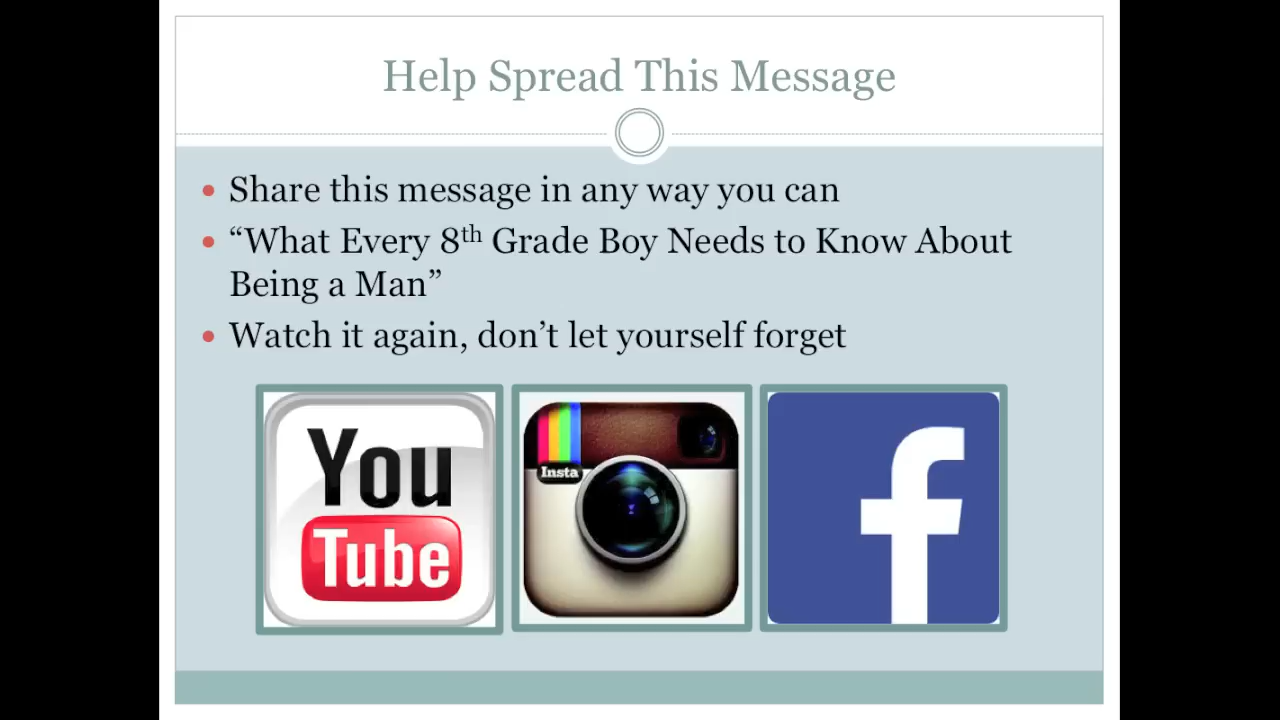 Help Spread This Message
• Share this message in any way you can
• “What Every 8th Grade Boy Needs to Know About
Being a Man”
• Watch it again, don’t let yourself forget
You
Tube
Insta
f